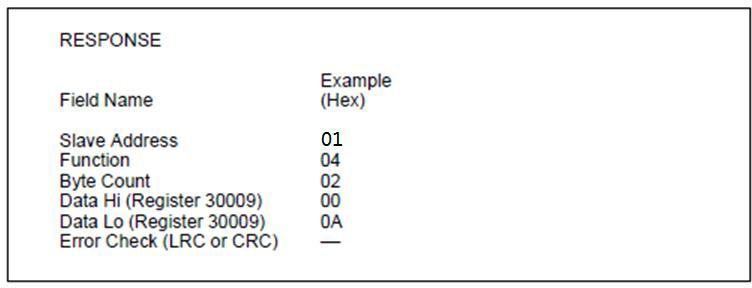 RESPONSE
Example
Field Name (Hex)
Slave Address 01
Function 04
Byte Count 02
Data Hi (Register 30009) 00
Data Lo (Register 30009) 0A
Error Check (LRC or CRC) —